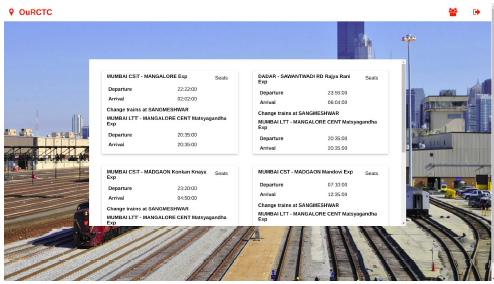 OuRCTC
MUMBAI CSIT - MANGALORE Exp Seats
Departure 22:22:00
Arrival 02:02:00
Change trains at SANGMESHWAR
MUMBAI LTT - MANGALORE CENT Matsyagandha
Exp
Departure 20:35:00
Arrival 20:35:00
DADAR - SAWANTWADI RD Rajya Rani
Exp Seats
Departure 23:55:00
Arrival 06:04:00
Change trains at SANGMESHWAR
MUMBAI LTT - MANGALORE CENT Matsyagandha
Exp
Departure 20:35:00
Arrival 20:35:00
MUMBAI CSIT - MADGAON Konkan Knaya
Exp Seats
Departure 23:20:00
Arrival 04:50:00
Change trains at SANGMESHWAR
MUMBAI LTT - MANGALORE CENT Matsyagandha
Exp
MUMBAI CSIT - MADGAON Mandovi Exp Seats
Departure 07:10:00
Arrival 12:35:00
Change trains at SANGMESHWAR
MUMBAI LTT - MANGALORE CENT Matsyagandha
Exp